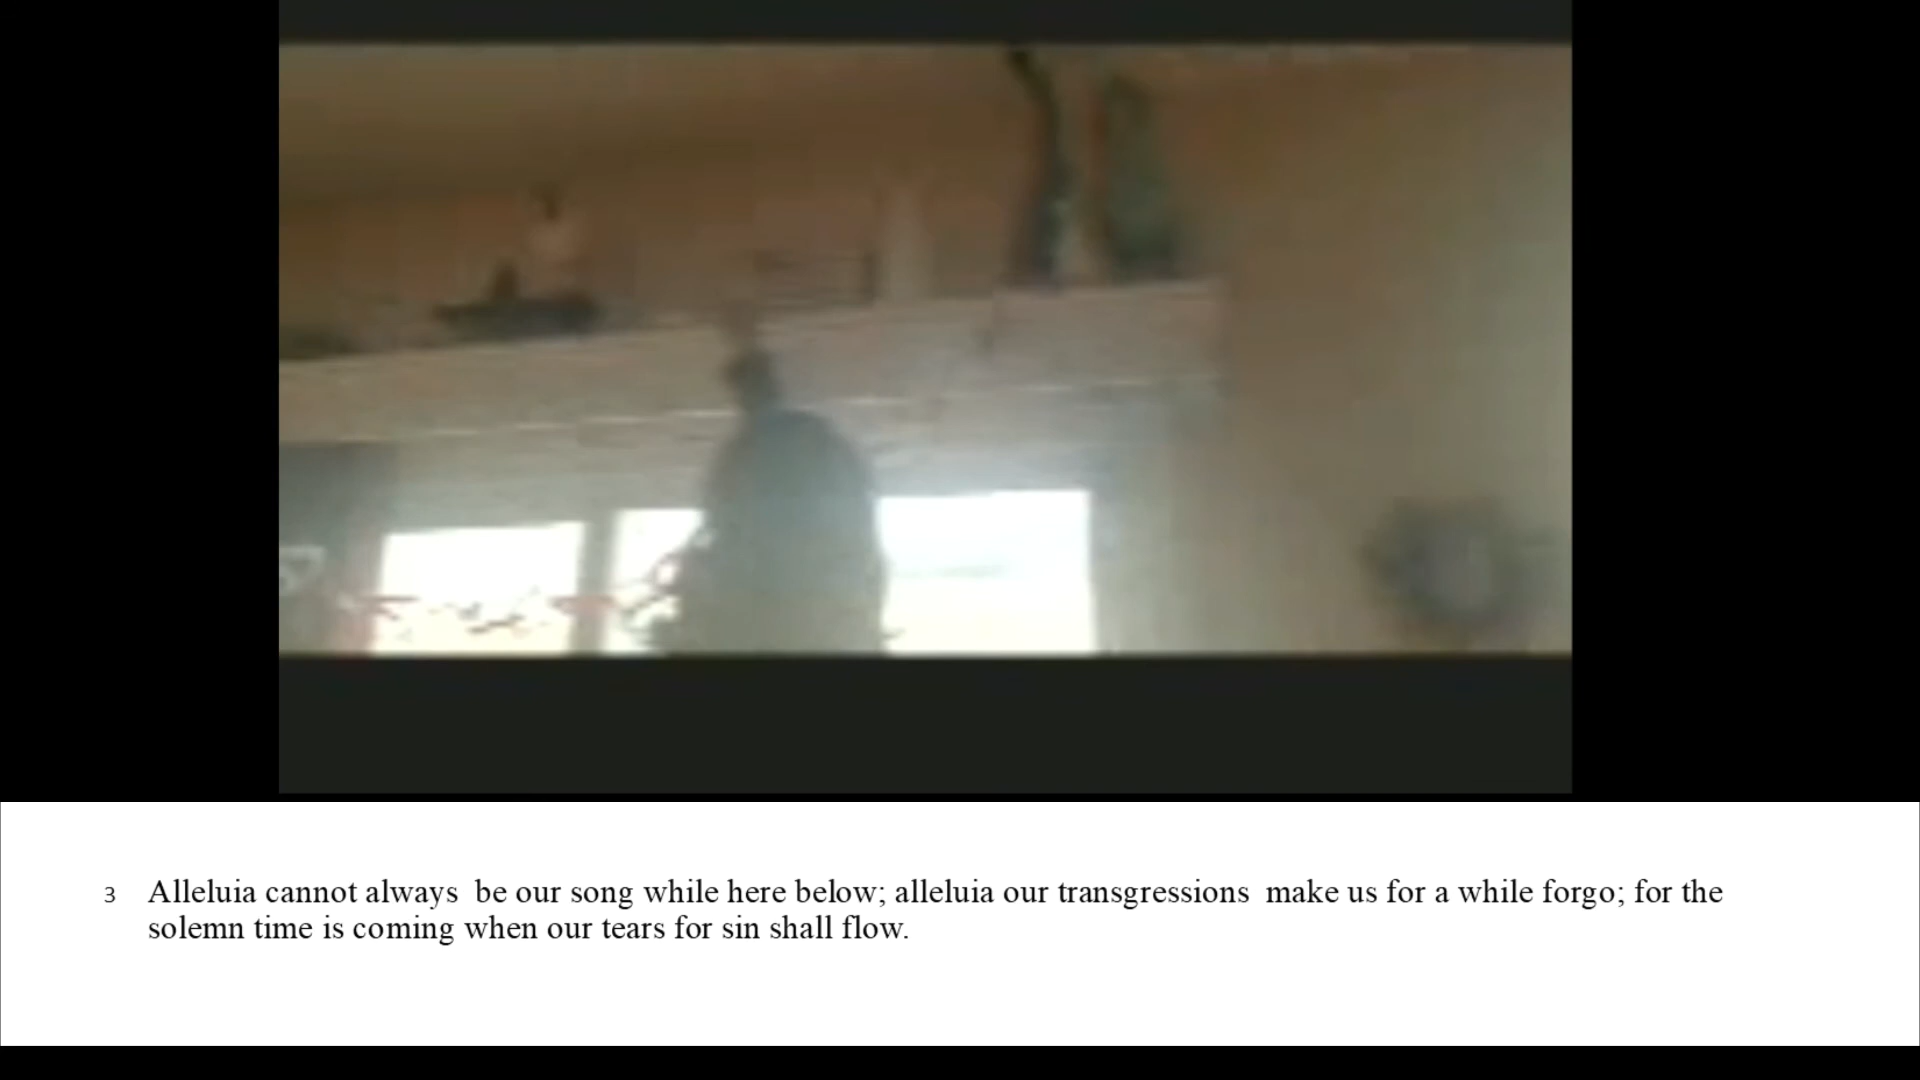 3 Alleluia cannot always be our song while here below; alleluia our transgressions make us for a while forgo; for the
solemn time is coming when our tears for sin shall flow.